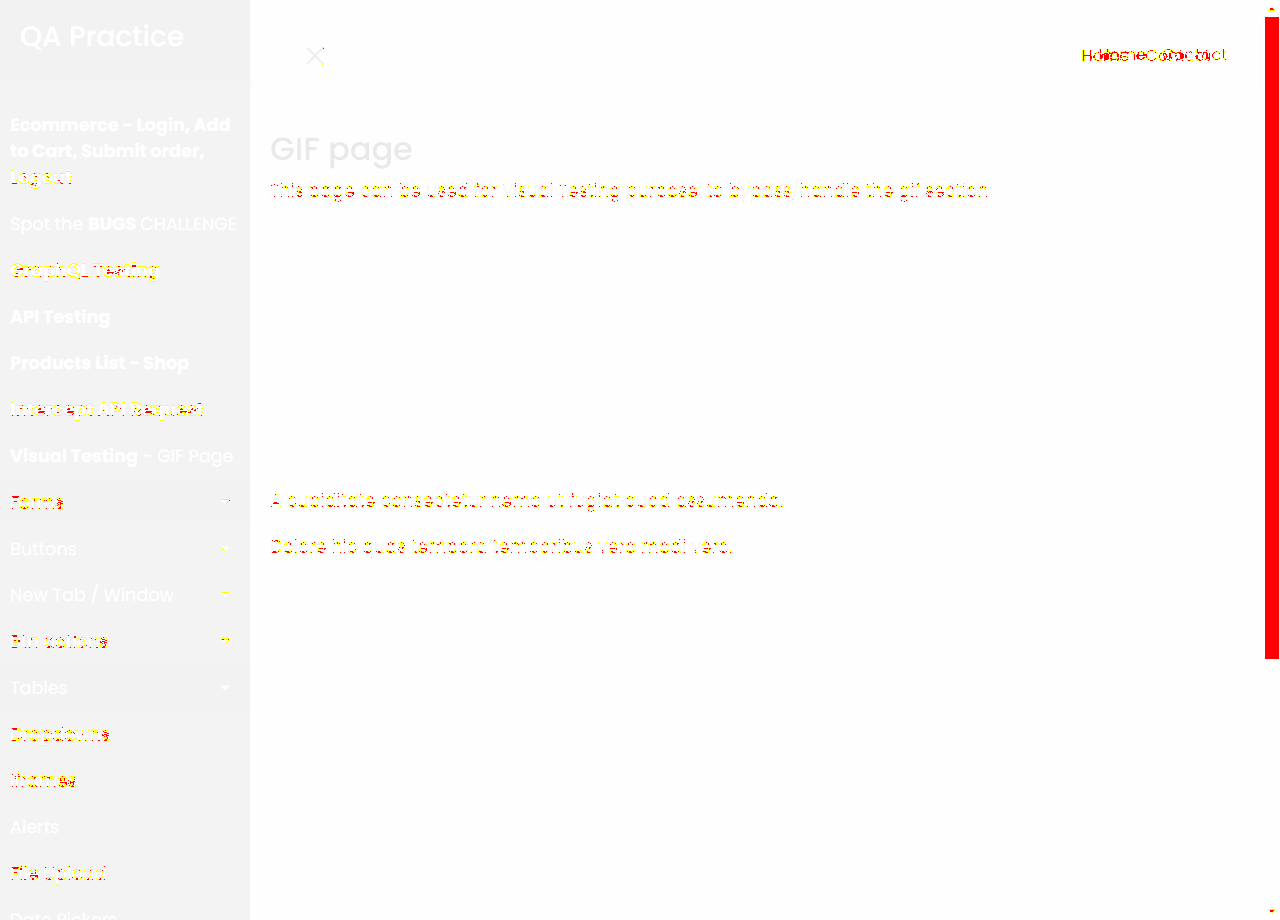 QA Practice
Home Contact
Ecommerce - Login, Add
to Cart, Submit order,
Logout
GIF page
This page can be used for Visual Testing purpose to bypass handle the gif section
Spot the BUGS CHALLENGE
GraphQL Testing
API Testing
Products List - Shop
Intercept API Request
Visual Testing - GIF Page
Forms
A cupiditate consectetur nemo ut fugiat quod assumenda.
Buttons
Dolore hic quas tempora temporibus vero modi vero.
New Tab / Window
Tables
Dropdowns
Iframes
Alerts
File Upload
Date Pickers